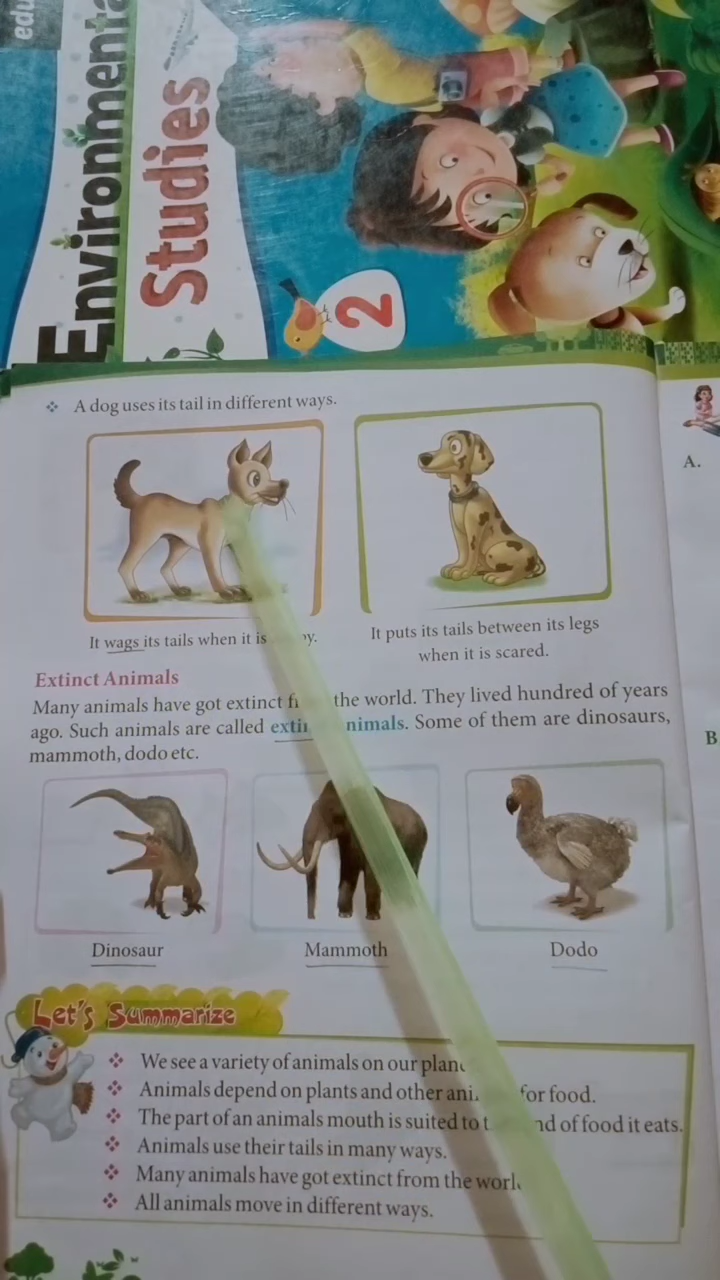 edu
Environmenta
Studies
2
A dog uses its tail in different ways.
A.
It wags its tails when it is
It puts its tails between its legs
when it is scared.
Extinct Animals
Many animals have got extinct the world. They lived hundred of years
ago. Such animals are called Some of them are dinosaurs,
B
mammoth, dodo etc.
Dinosaur
Mammoth
Dodo
Let's Summarize
We see a variety of animals on our
Animals depend on plants and other for food.
The part of an animals mouth is suited to of food it eats.
Animals use their tails in many ways.
Many animals have got extinct from the
All animals move in different ways.